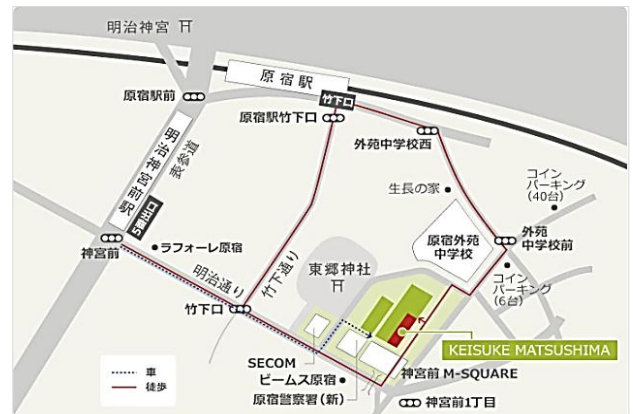 明治神宮
原宿駅
竹下口
原宿駅前
原宿駅竹下口
外苑中学校西
明治神宮前駅
表参道
5番出口
生長の家
コイン
パーキング
(40台)
原宿外苑
中学校
外苑
中学校前
神宮前
ラフォーレ原宿
明治通り
竹下通り
東郷神社
コイン
パーキング
(6台)
竹下口
KEISUKE MATSUSHIMA
SECOM
ビームス原宿
神宮前 M-SQUARE
原宿警察署(新)
神宮前1丁目
車
徒歩